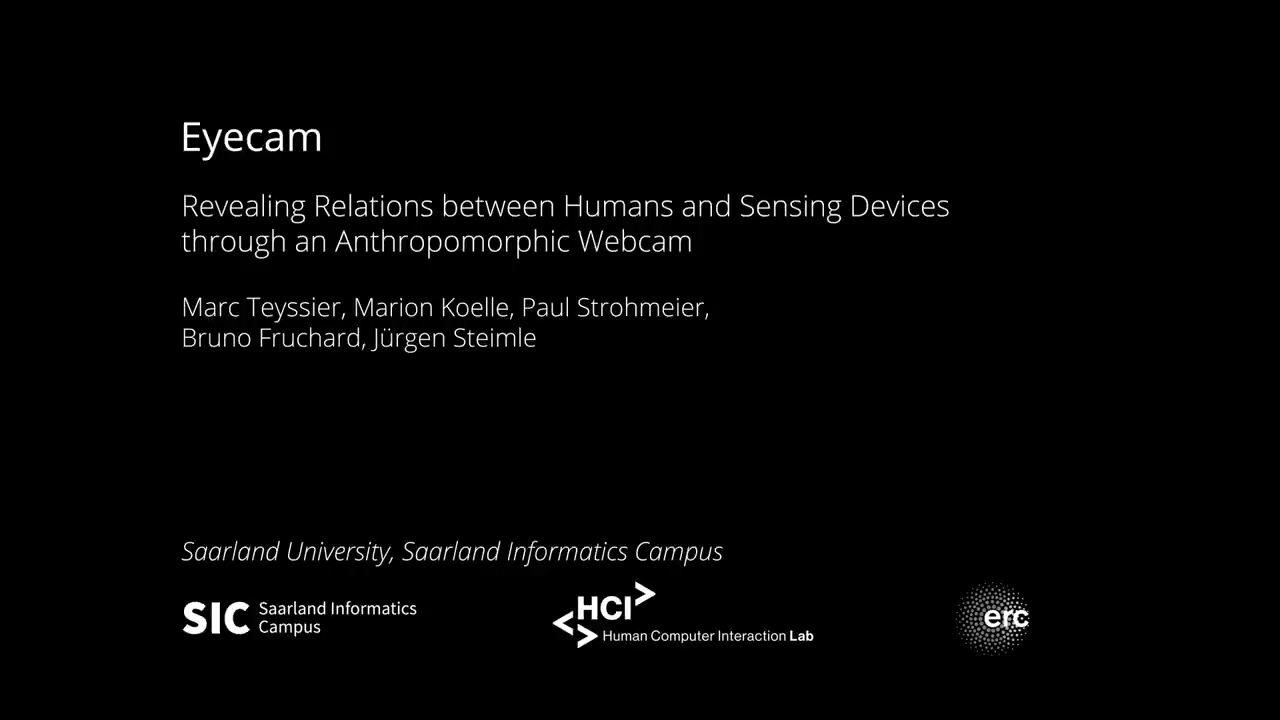 Eyecam
Revealing Relations between Humans and Sensing Devices
through an Anthropomorphic Webcam
Marc Teyssier, Marion Koelle, Paul Strohmeier,
Bruno Fruchard, Jürgen Steimle
Saarland University, Saarland Informatics Campus
SIC Saarland Informatics
Campus
<HCI>
> Human Computer Interaction Lab
erc